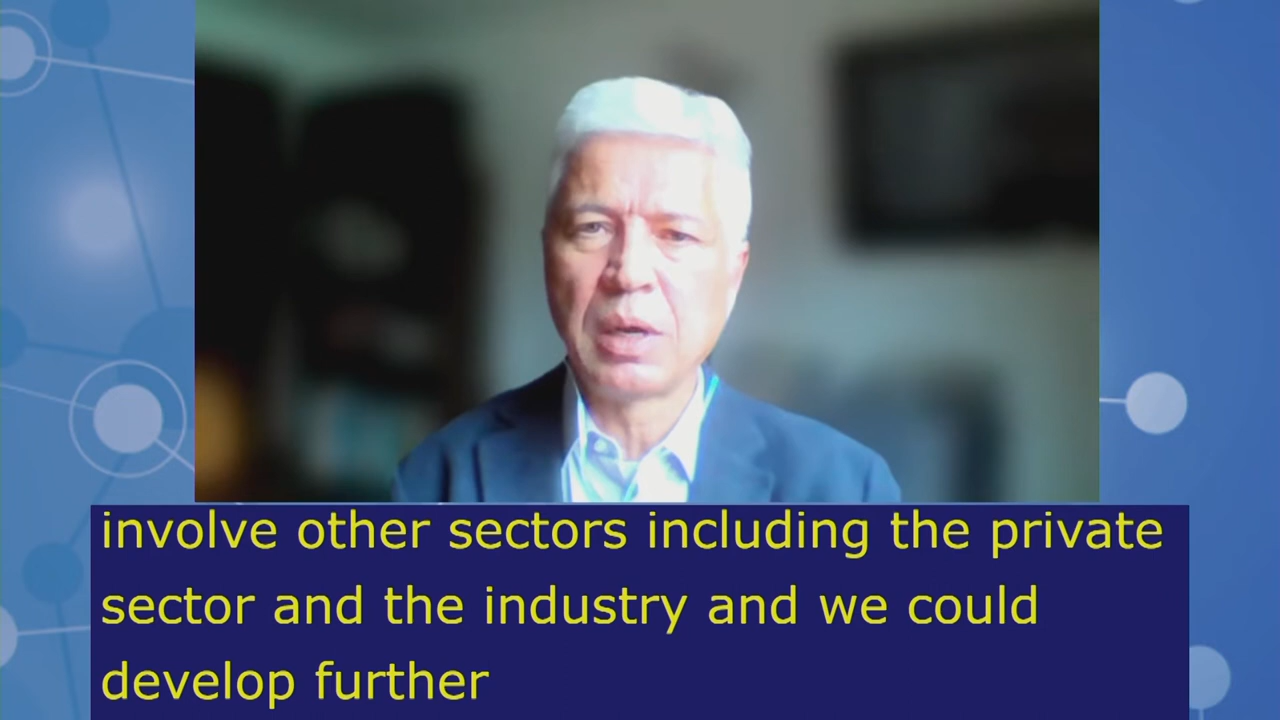 involve other sectors including the private
sector and the industry and we could
develop further